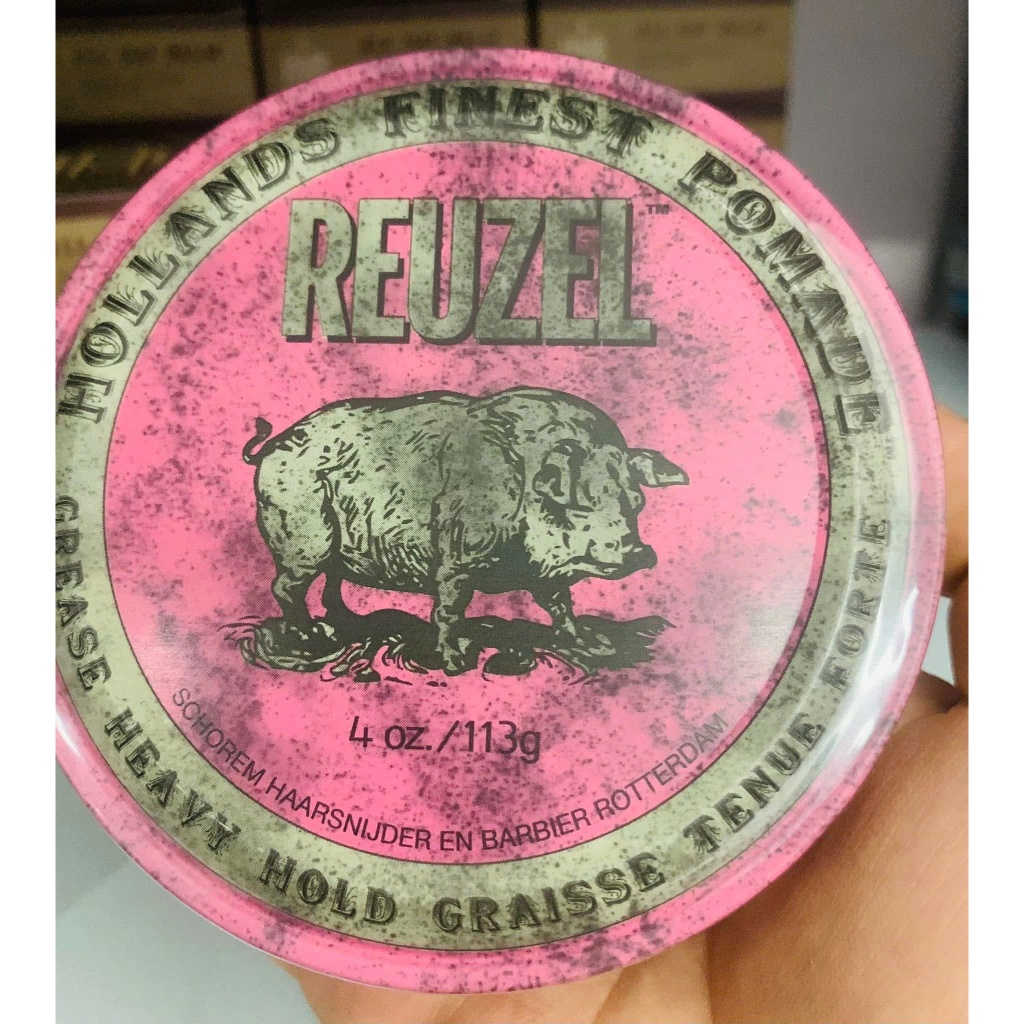 HOLLANDS FINEST POMADE
REUZEL™
4 oz./113g
SCHOREM HAARSNIJDER EN BARBIER ROTTERDAM
GREASE HEAVY HOLD GRAISSE TENUE FORTE